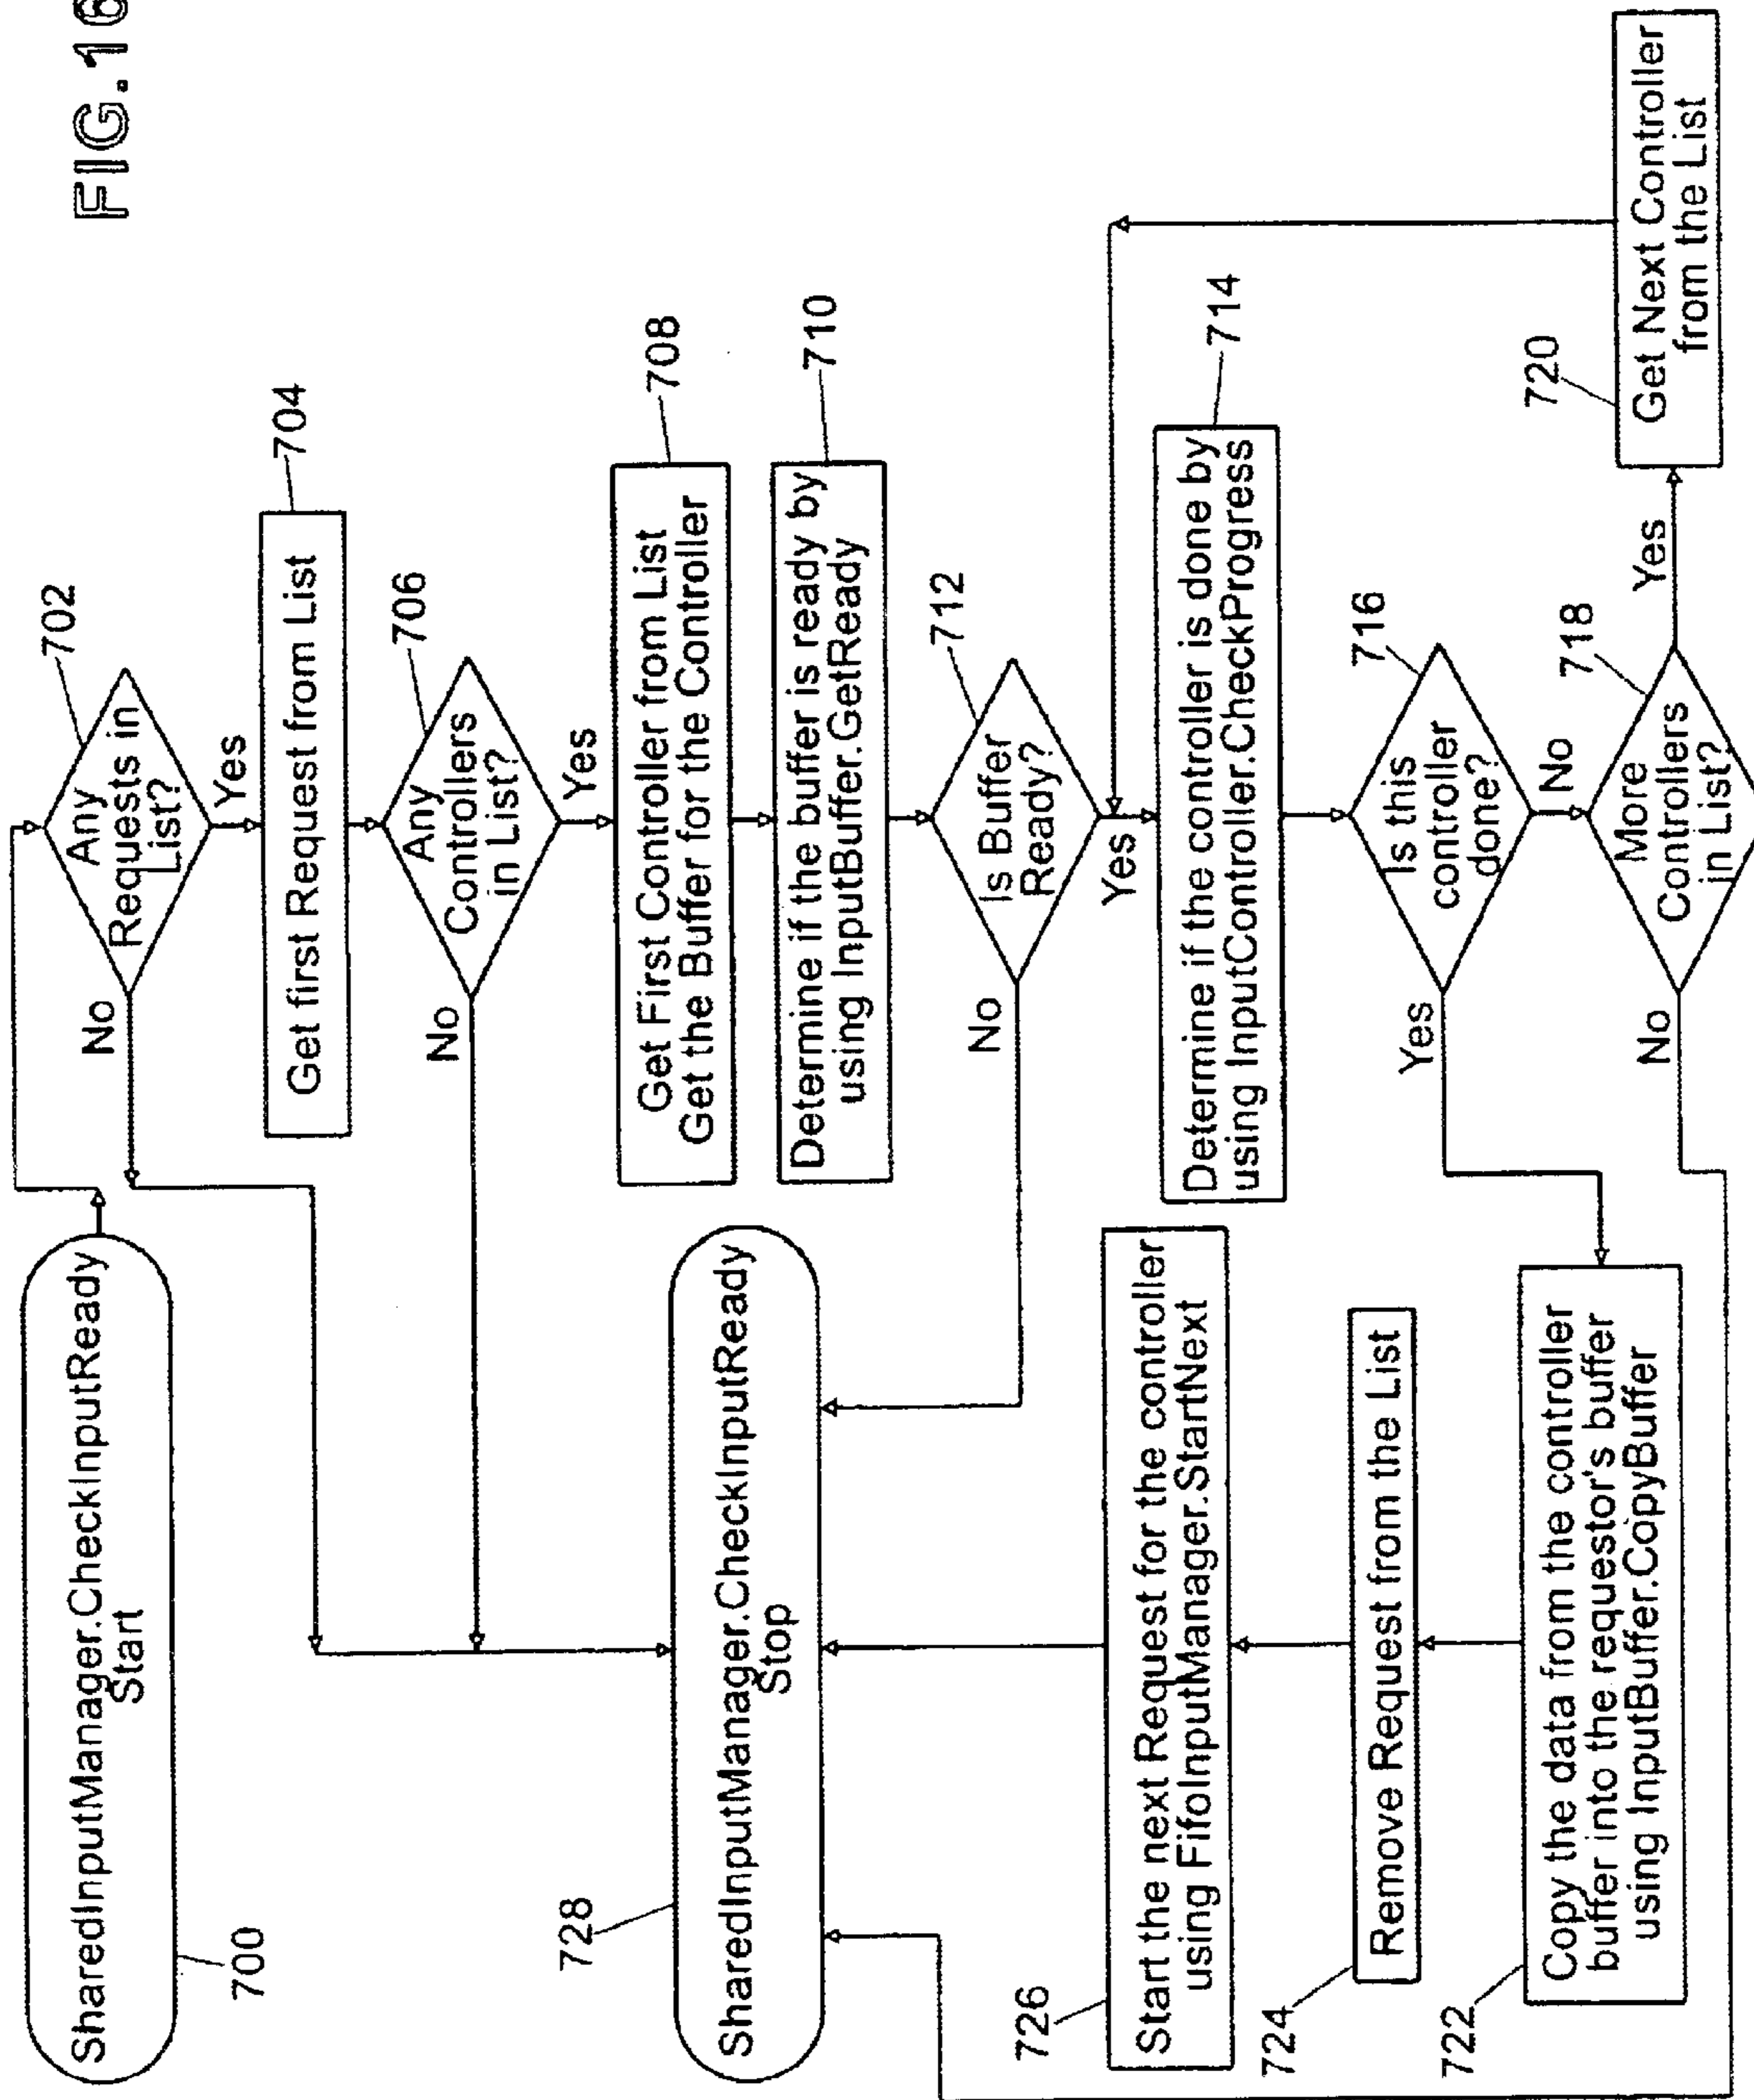 FIG.16
SharedInputManager.CheckInputReady
Start
700
Any
Requests in
List?
702
No
Yes
Get first Request from List
704
Any
Controllers
in List?
706
No
Yes
Get First Controller from List
Get the Buffer for the Controller
708
Determine if the buffer is ready by
using InputBuffer.GetReady
710
Is Buffer
Ready?
712
No
Yes
Determine if the controller is done by
using InputController.CheckProgress
714
Is this
controller
done?
716
Yes
No
More
Controllers
in List?
718
No
Yes
Get Next Controller
from the List
720
Copy the data from the controller
buffer into the requestor's buffer
using InputBuffer.CopyBuffer
722
Remove Request from the List
724
Start the next Request for the controller
using FifoInputManager.StartNext
726
SharedInputManager.CheckInputReady
Stop
728